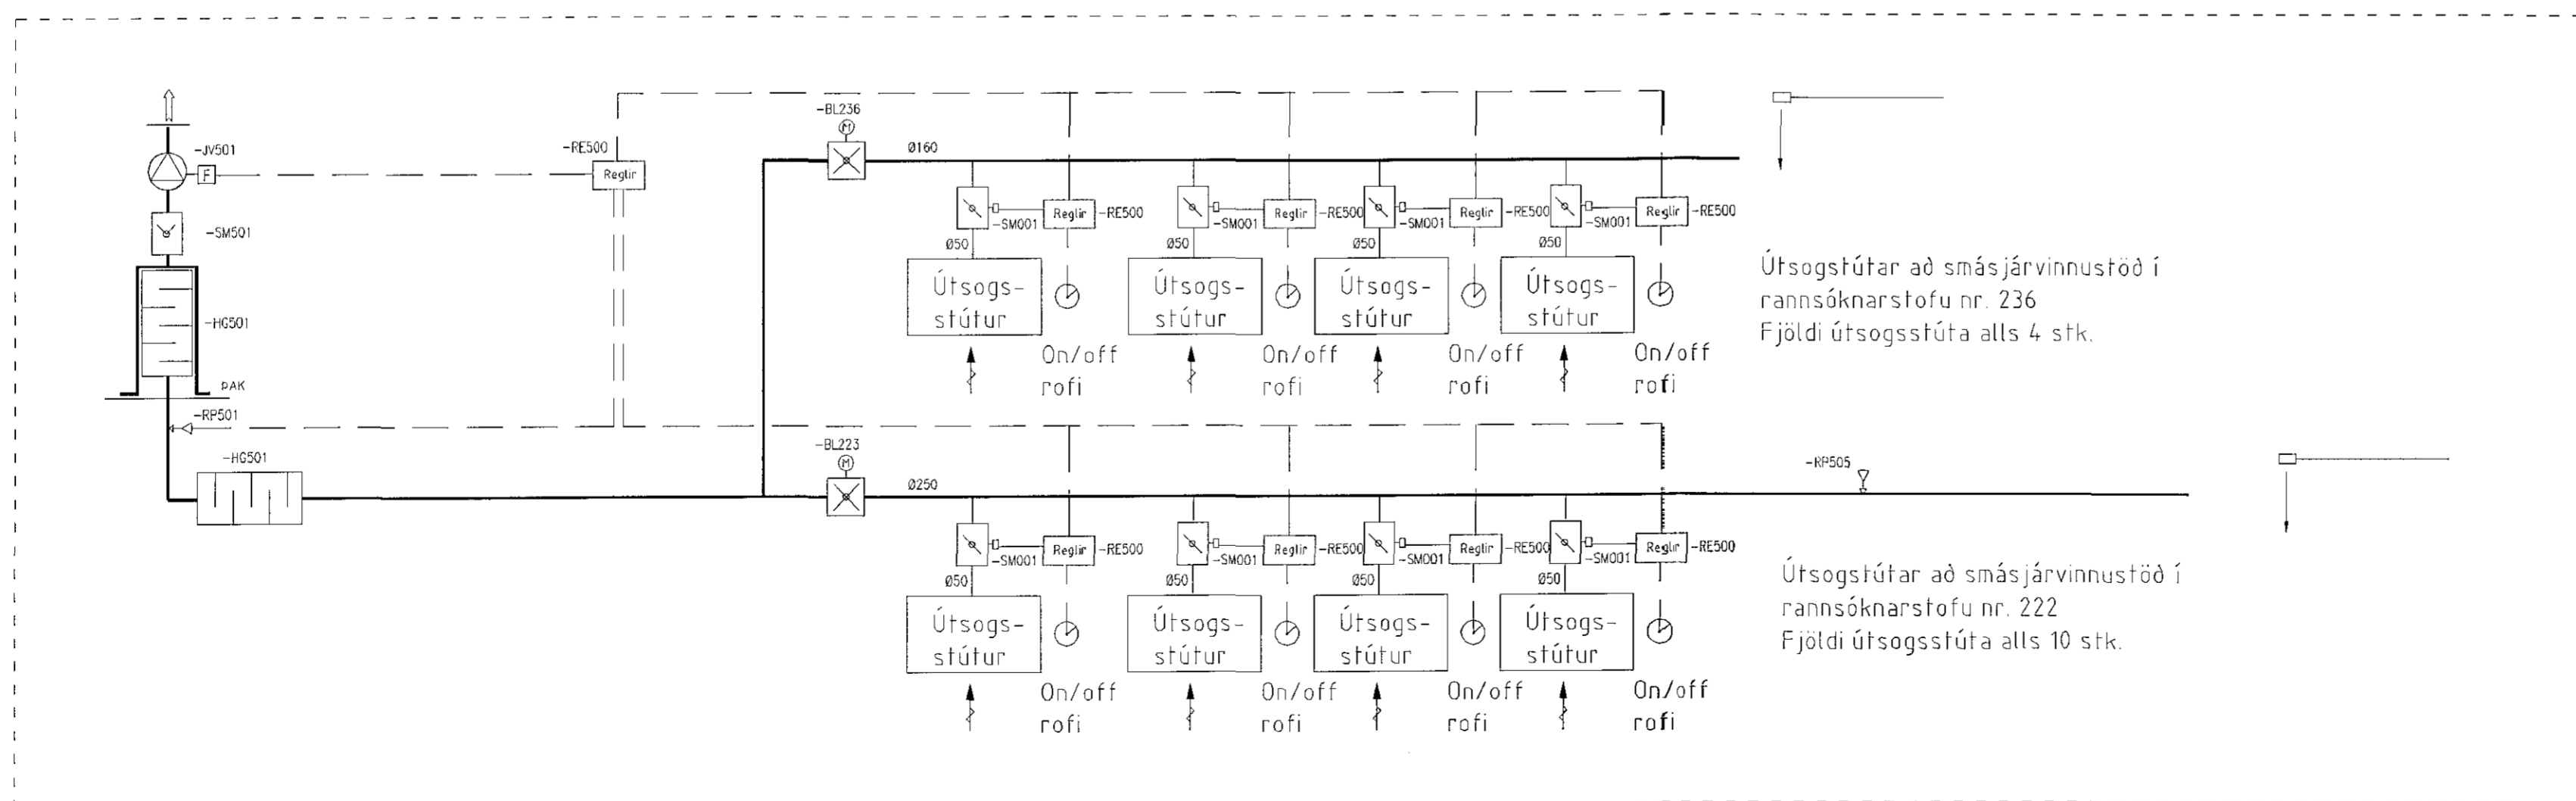 -BL236
-JV501
-RE500
F
Reglir
M
Ø160
-SM501
Reglir -RE500
-SM001
Ø50
Reglir -RE500
-SM001
Ø50
Reglir -RE500
-SM001
Ø50
Reglir -RE500
-SM001
Ø50
Útsogs-
stútur
On/off
rofi
Útsogs-
stútur
On/off
rofi
Útsogs-
stútur
On/off
rofi
Útsogs-
stútur
On/off
rofi
Útsogstútar að smásjárvinnustöð í
rannsóknarstofu nr. 236
Fjöldi útsogsstúta alls 4 stk.
-HG501
ÞAK
-RP501
-HG501
-BL223
M
Ø250
-RP505
Reglir -RE500
-SM001
Ø50
Reglir -RE500
-SM001
Ø50
Reglir -RE500
-SM001
Ø50
Reglir -RE500
-SM001
Ø50
Útsogs-
stútur
On/off
rofi
Útsogs-
stútur
On/off
rofi
Útsogs-
stútur
On/off
rofi
Útsogs-
stútur
On/off
rofi
Útsogstútar að smásjárvinnustöð í
rannsóknarstofu nr. 222
Fjöldi útsogsstúta alls 10 stk.